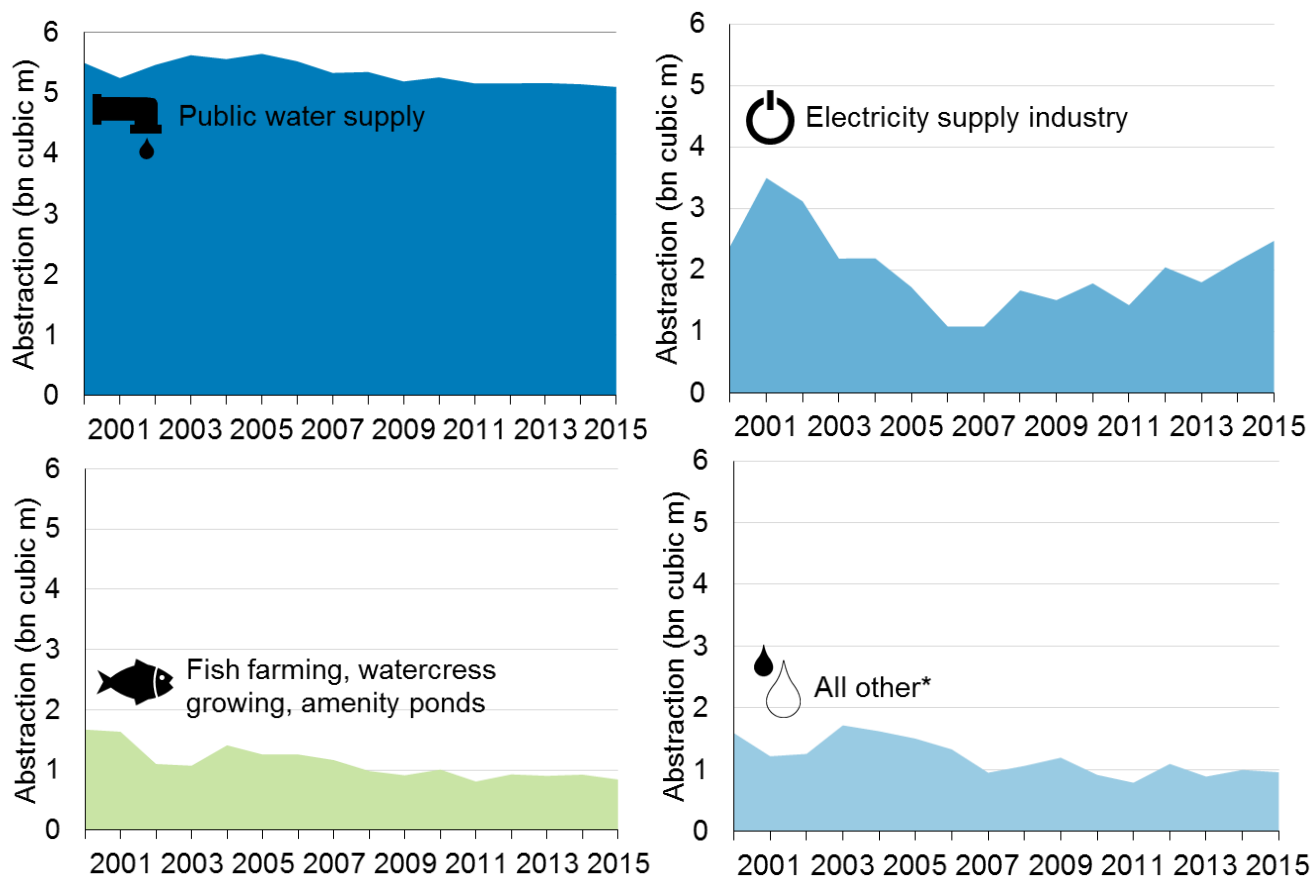 Abstraction (bn cubic m)
6
5
4
3
2
1
0
Public water supply
2001 2003 2005 2007 2009 2011 2013 2015
Abstraction (bn cubic m)
6
5
4
3
2
1
0
Electricity supply industry
2001 2003 2005 2007 2009 2011 2013 2015
Abstraction (bn cubic m)
6
5
4
3
2
1
0
Fish farming, watercress
growing, amenity ponds
2001 2003 2005 2007 2009 2011 2013 2015
Abstraction (bn cubic m)
6
5
4
3
2
1
0
All other*
2001 2003 2005 2007 2009 2011 2013 2015